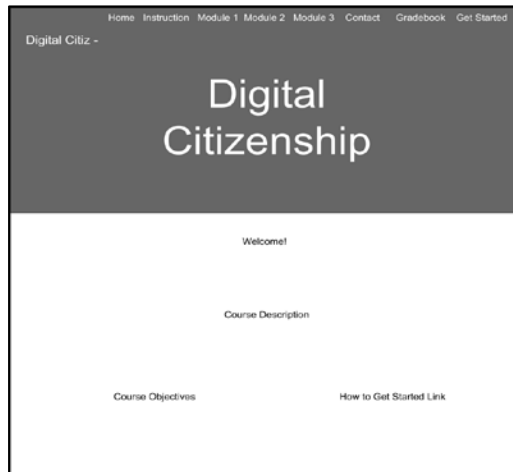 Home Instruction Module 1 Module 2 Module 3 Contact Gradebook Get Started
Digital Citiz -
Digital
Citizenship
Welcome!
Course Description
Course Objectives How to Get Started Link